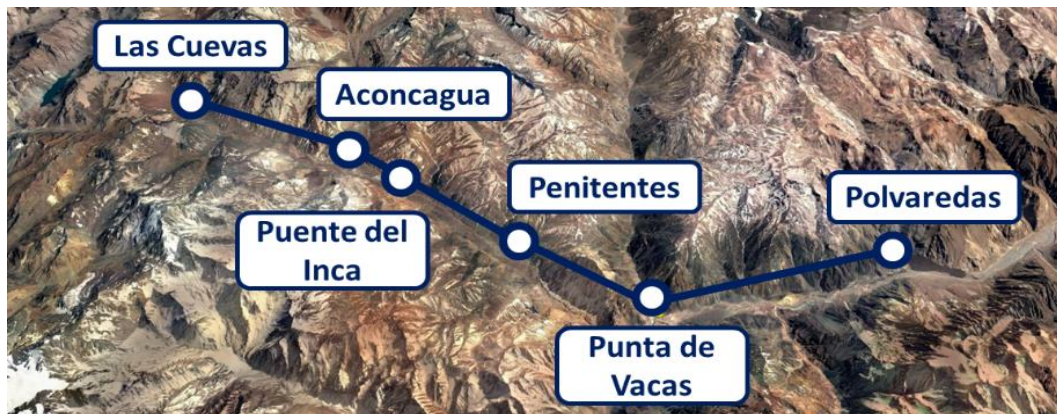 Las Cuevas
Aconcagua
Puente del
Inca
Penitentes
Punta de
Vacas
Polvaredas